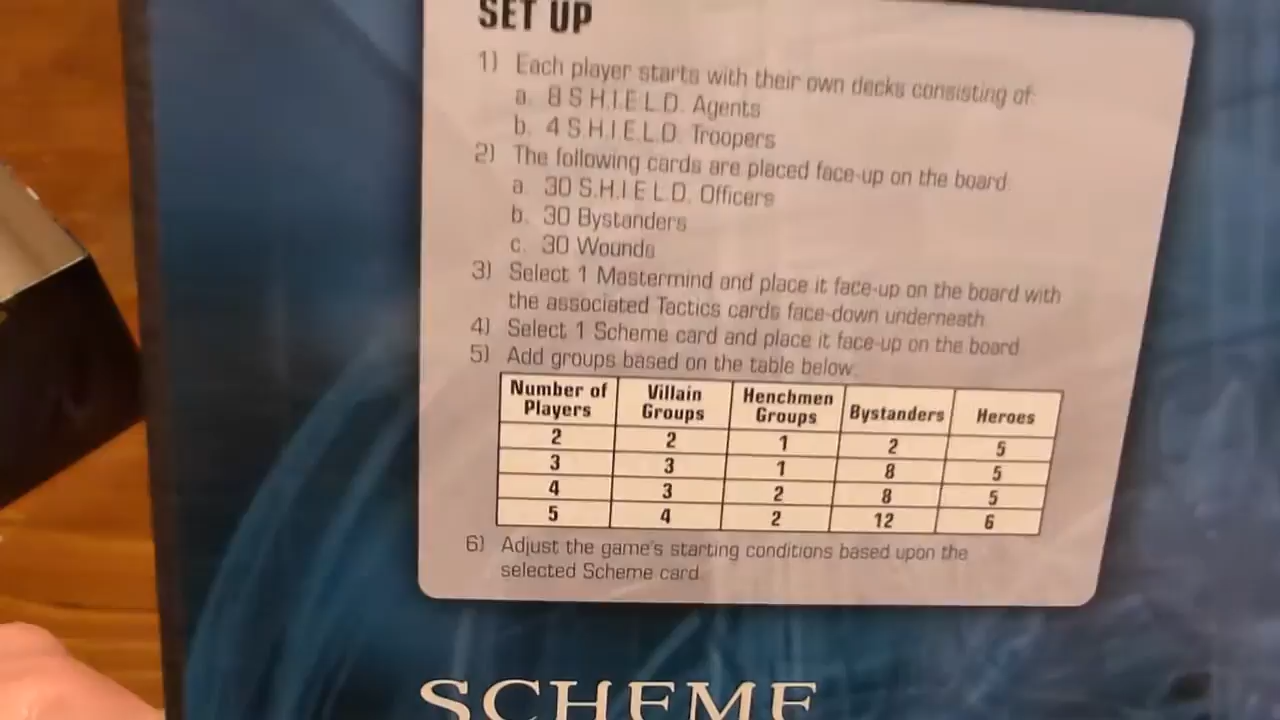 SET UP
1) Each player starts with their own decks consisting of:
a. 8 S.H.I.E.L.D. Agents
b. 4 S.H.I.E.L.D. Troopers
2) The following cards are placed face-up on the board:
a. 30 S.H.I.E.L.D. Officers
b. 30 Bystanders
c. 30 Wounds
3) Select 1 Mastermind and place it face-up on the board with
the associated Tactics cards face-down underneath
4) Select 1 Scheme card and place it face-up on the board
5) Add groups based on the table below.
Number of Players Villain Groups Henchmen Groups Bystanders Heroes
2 2 1 2 5
3 3 1 8 5
4 3 2 8 5
5 4 2 12 6
6) Adjust the game's starting conditions based upon the
selected Scheme card.
SCHEME